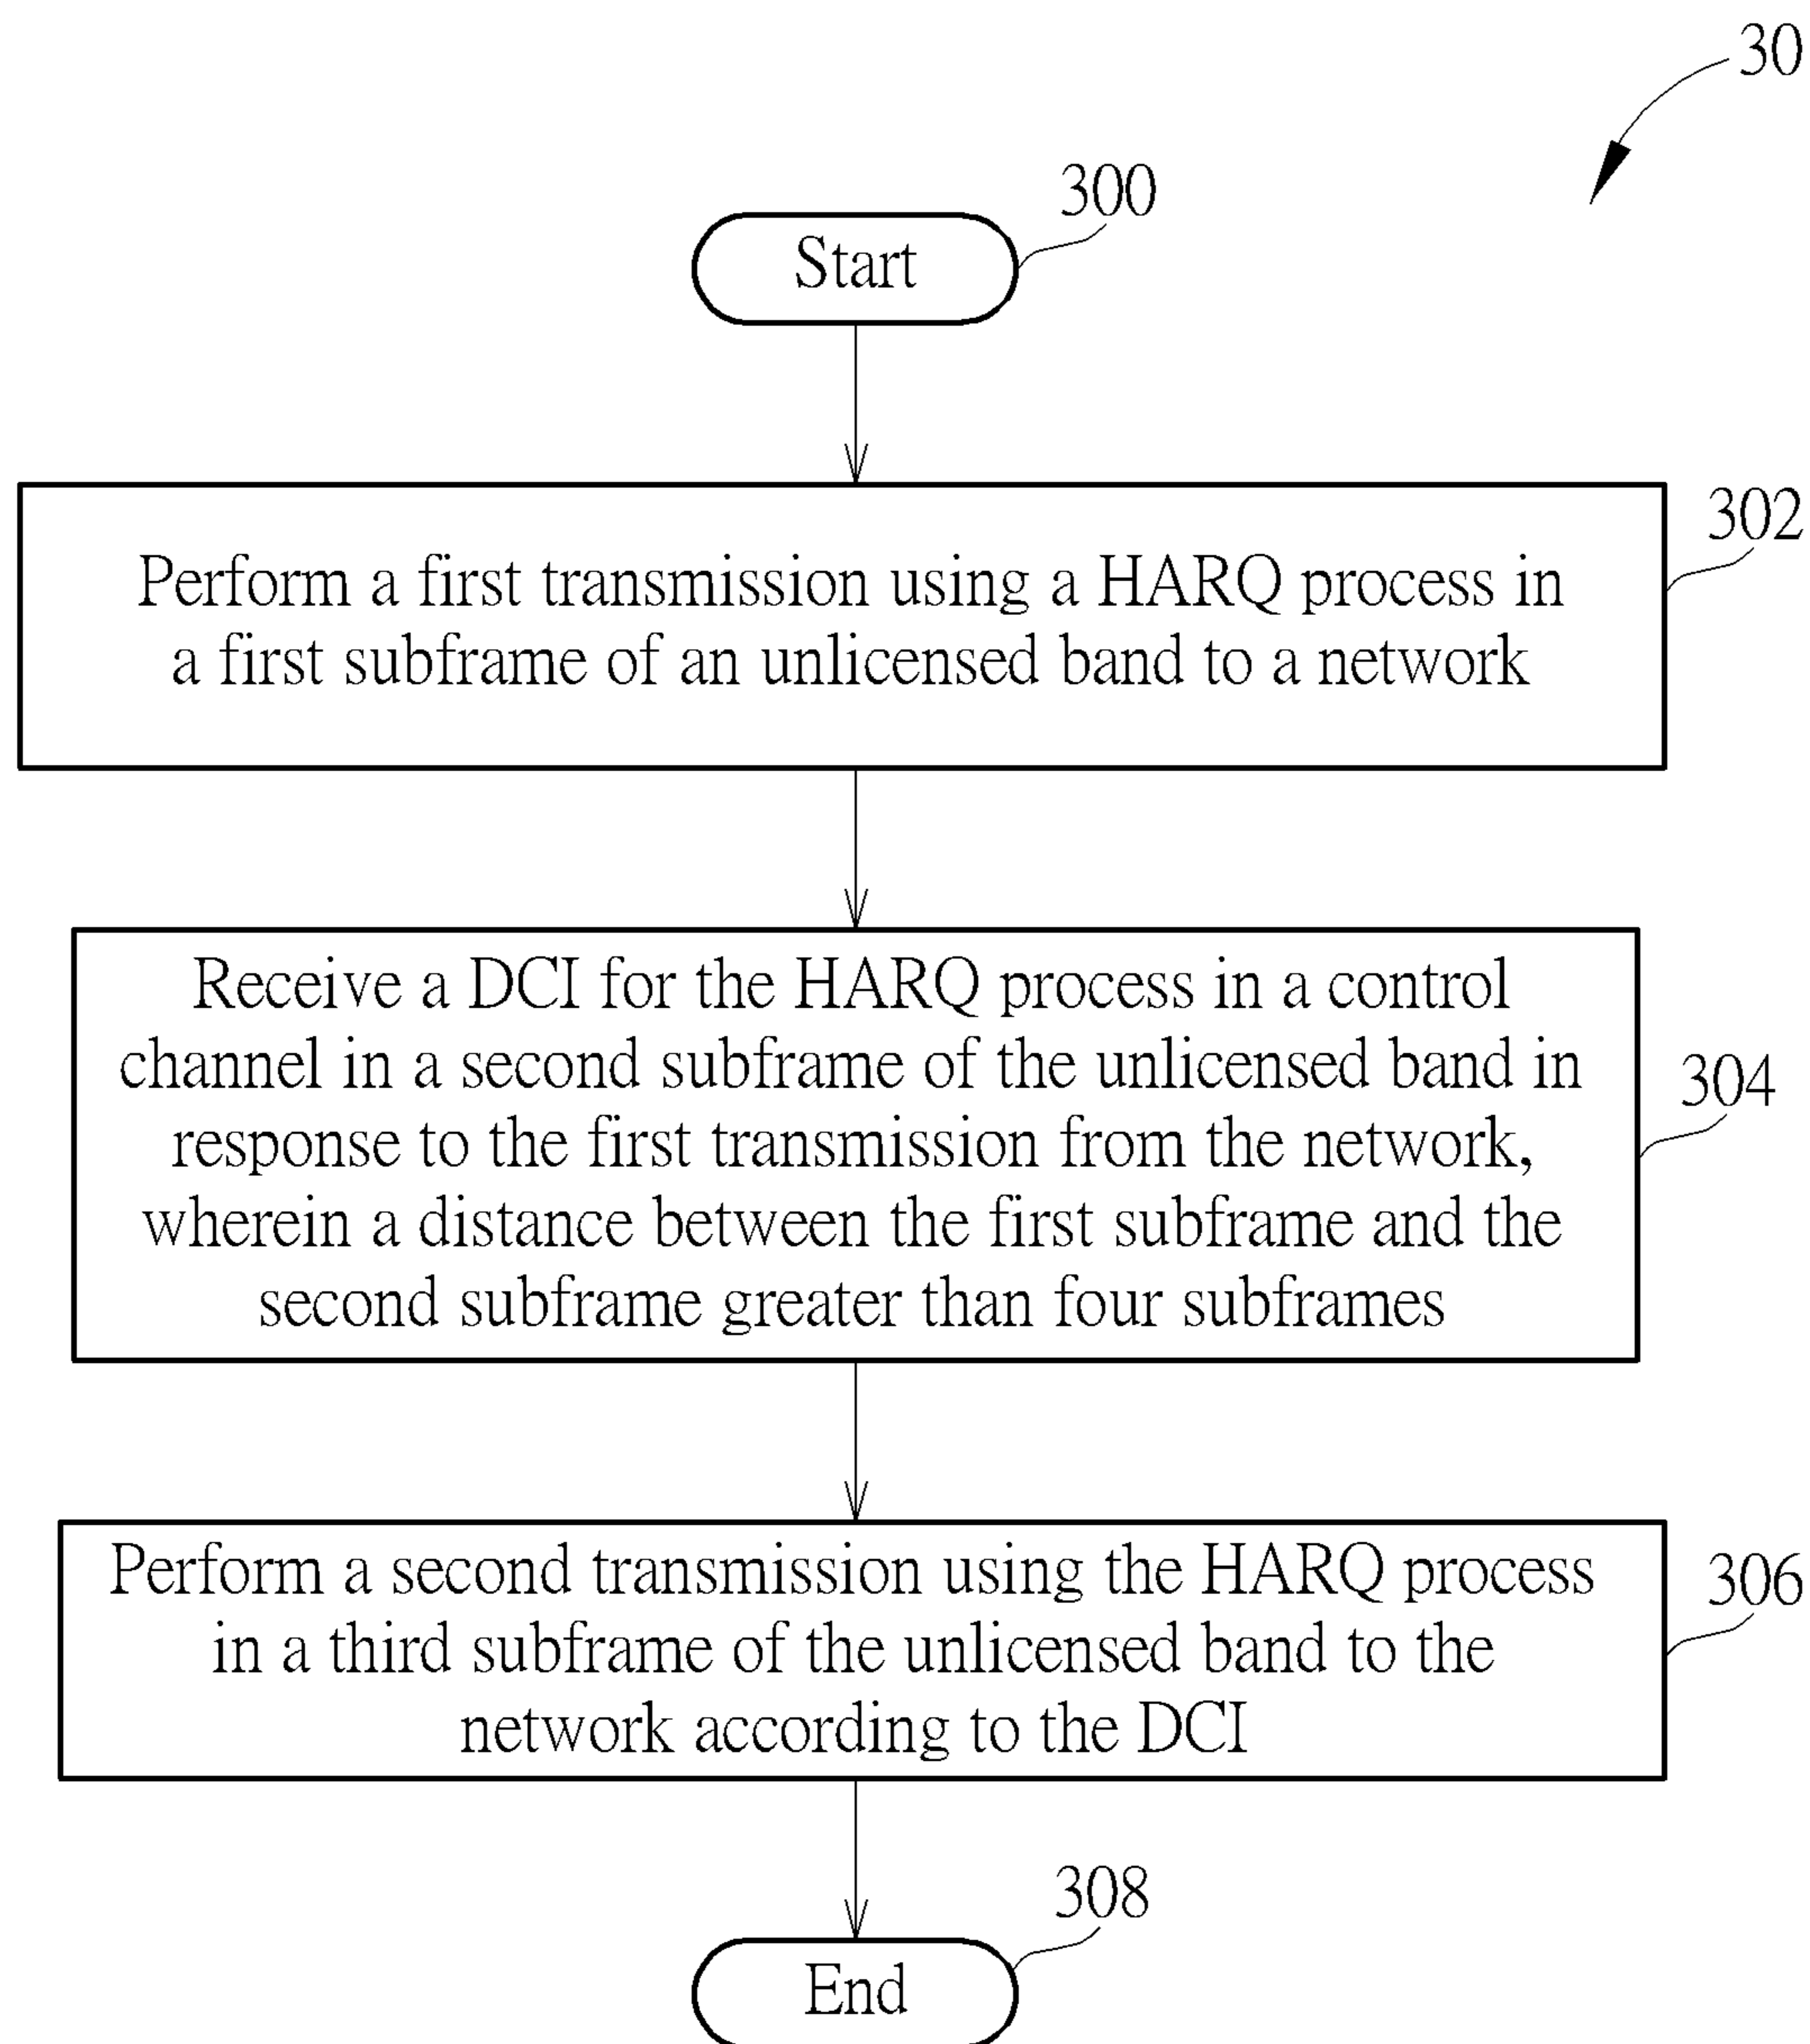 30
300
Start
302
Perform a first transmission using a HARQ process in
a first subframe of an unlicensed band to a network
Receive a DCI for the HARQ process in a control
channel in a second subframe of the unlicensed band in
304
response to the first transmission from the network,
wherein a distance between the first subframe and the
second subframe greater than four subframes
306
Perform a second transmission using the HARQ process
in a third subframe of the unlicensed band to the
network according to the DCI
308
End